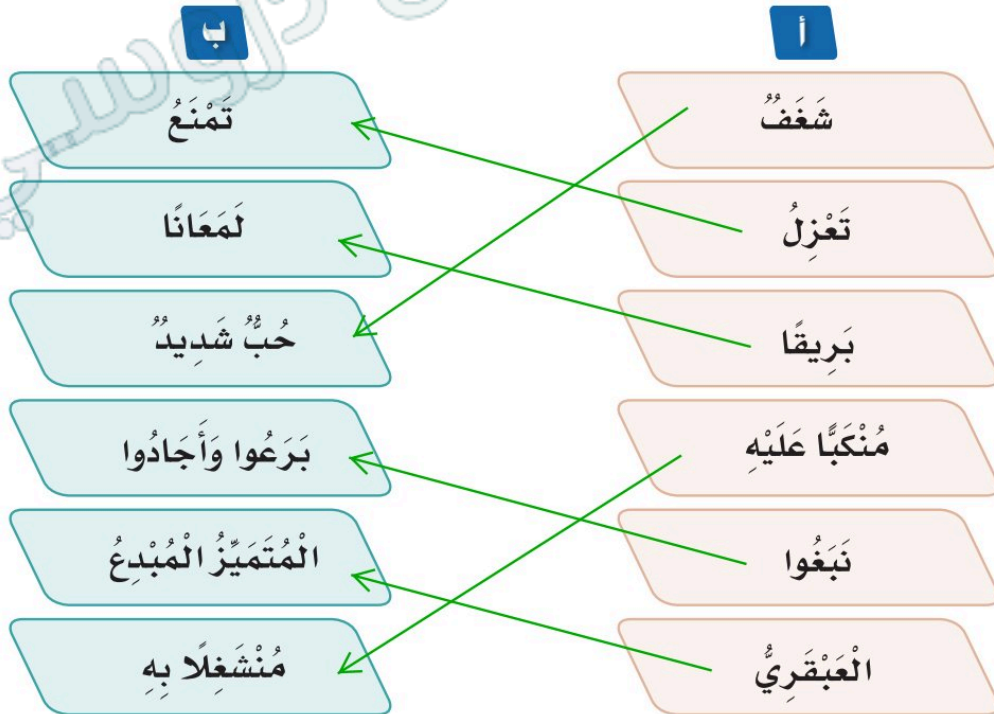 أ ب
شَغَفٌ تَمْنَعُ
تَعْزِلُ لَمَعَانًا
بَرِيقًا حُبٌّ شَدِيدٌ
مُنْكَبًّا عَلَيْهِ بَرَعُوا وَأَجَادُوا
نَبَغُوا الْمُتَمَيِّزُ الْمُبْدِعُ
الْعَبْقَرِيُّ مُنْشَغِلًا بِهِ